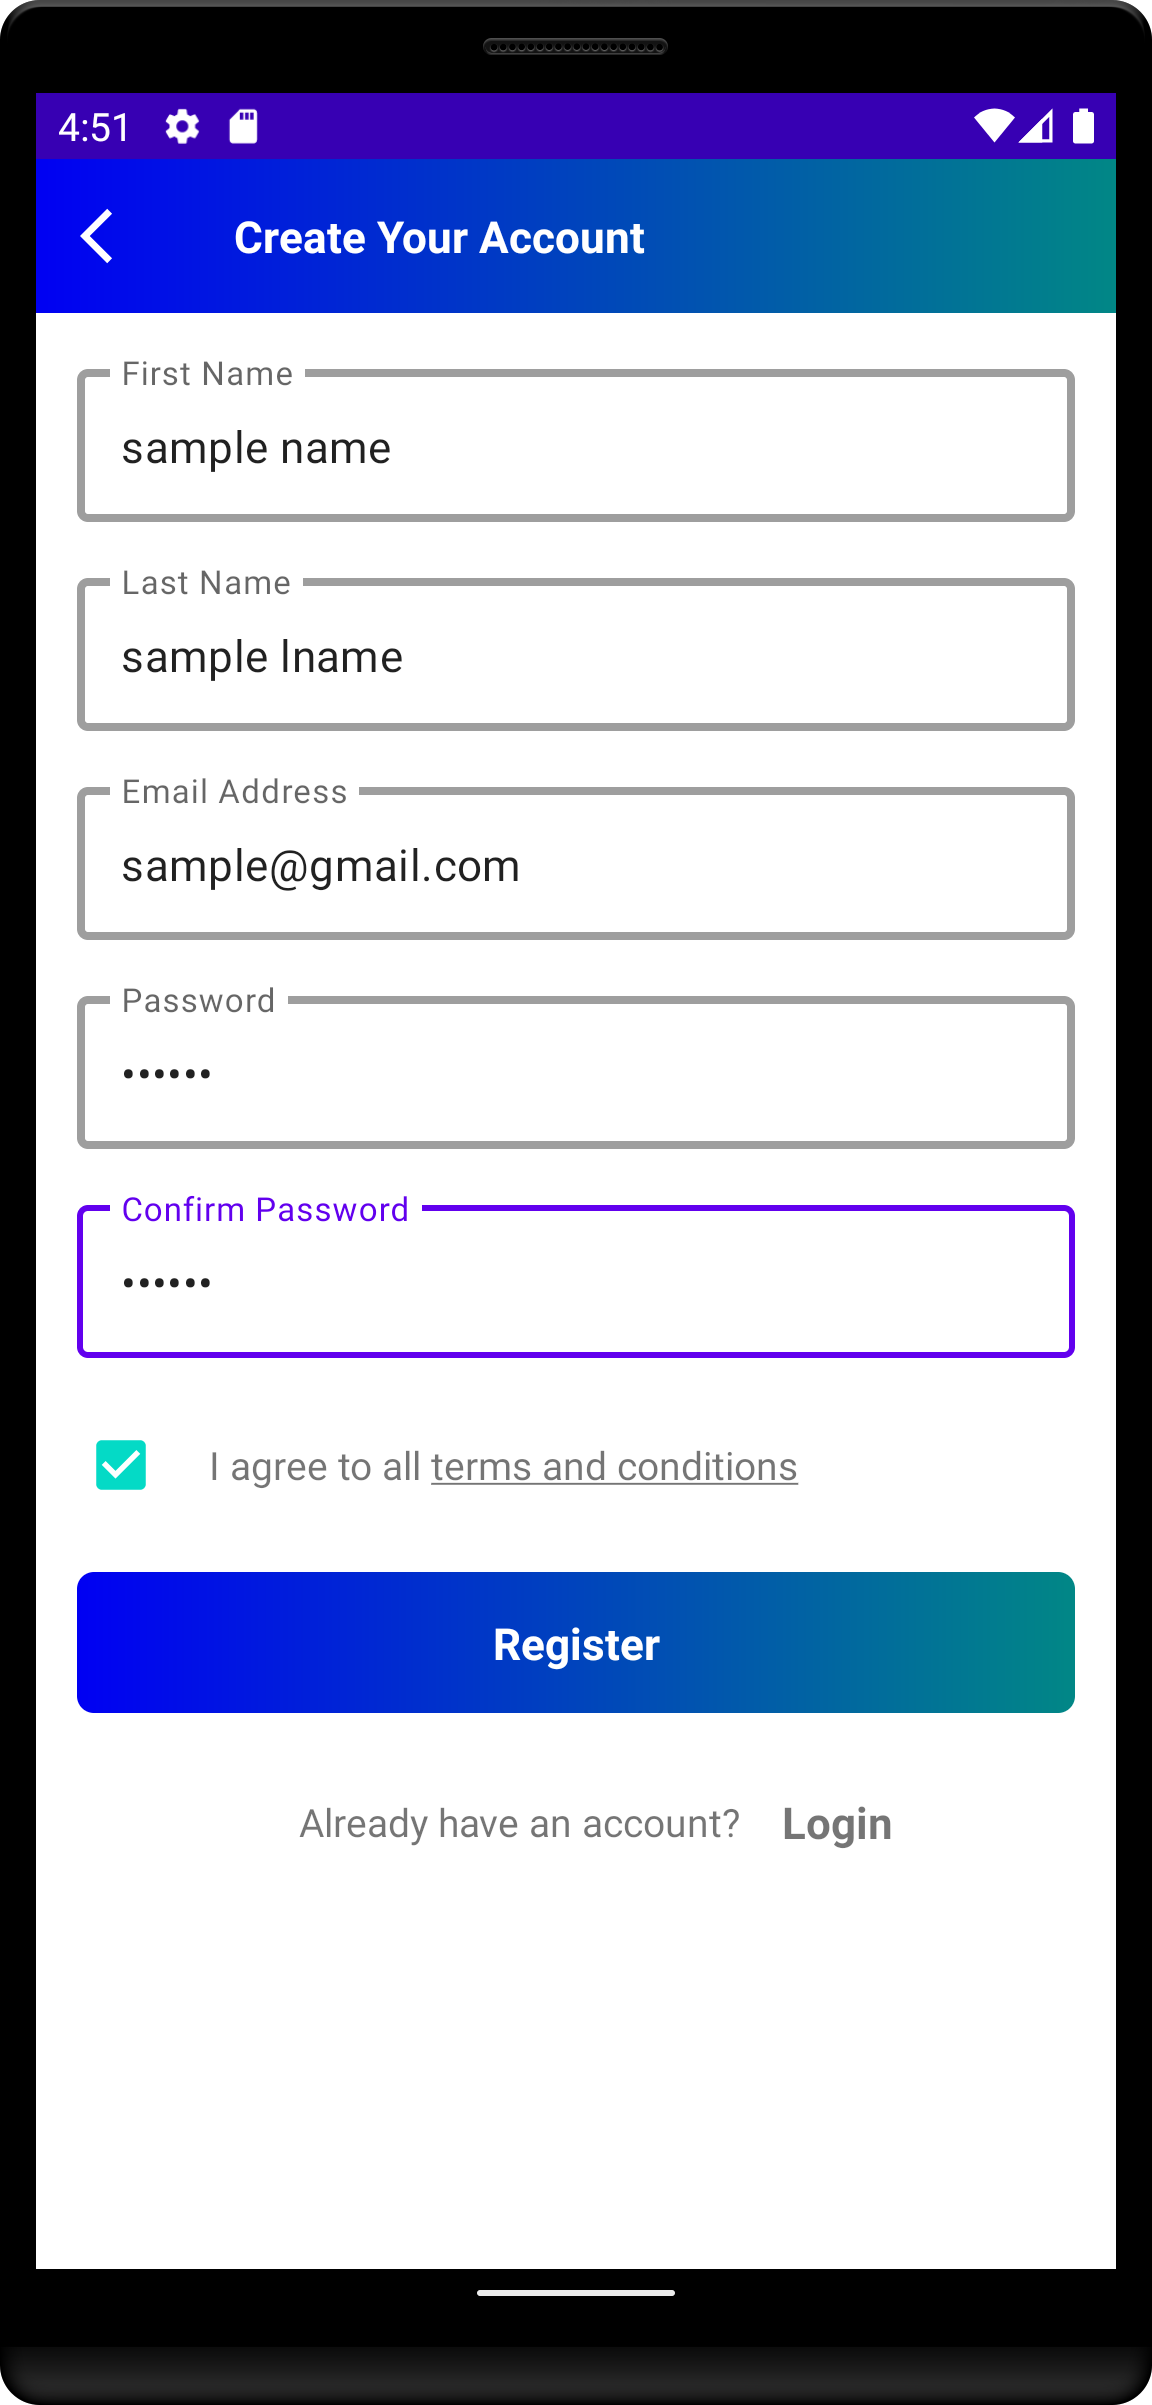 4:51
Create Your Account
First Name
sample name
Last Name
sample lname
Email Address
sample@gmail.com
Password
••••••
Confirm Password
••••••
I agree to all terms and conditions
Register
Already have an account? Login